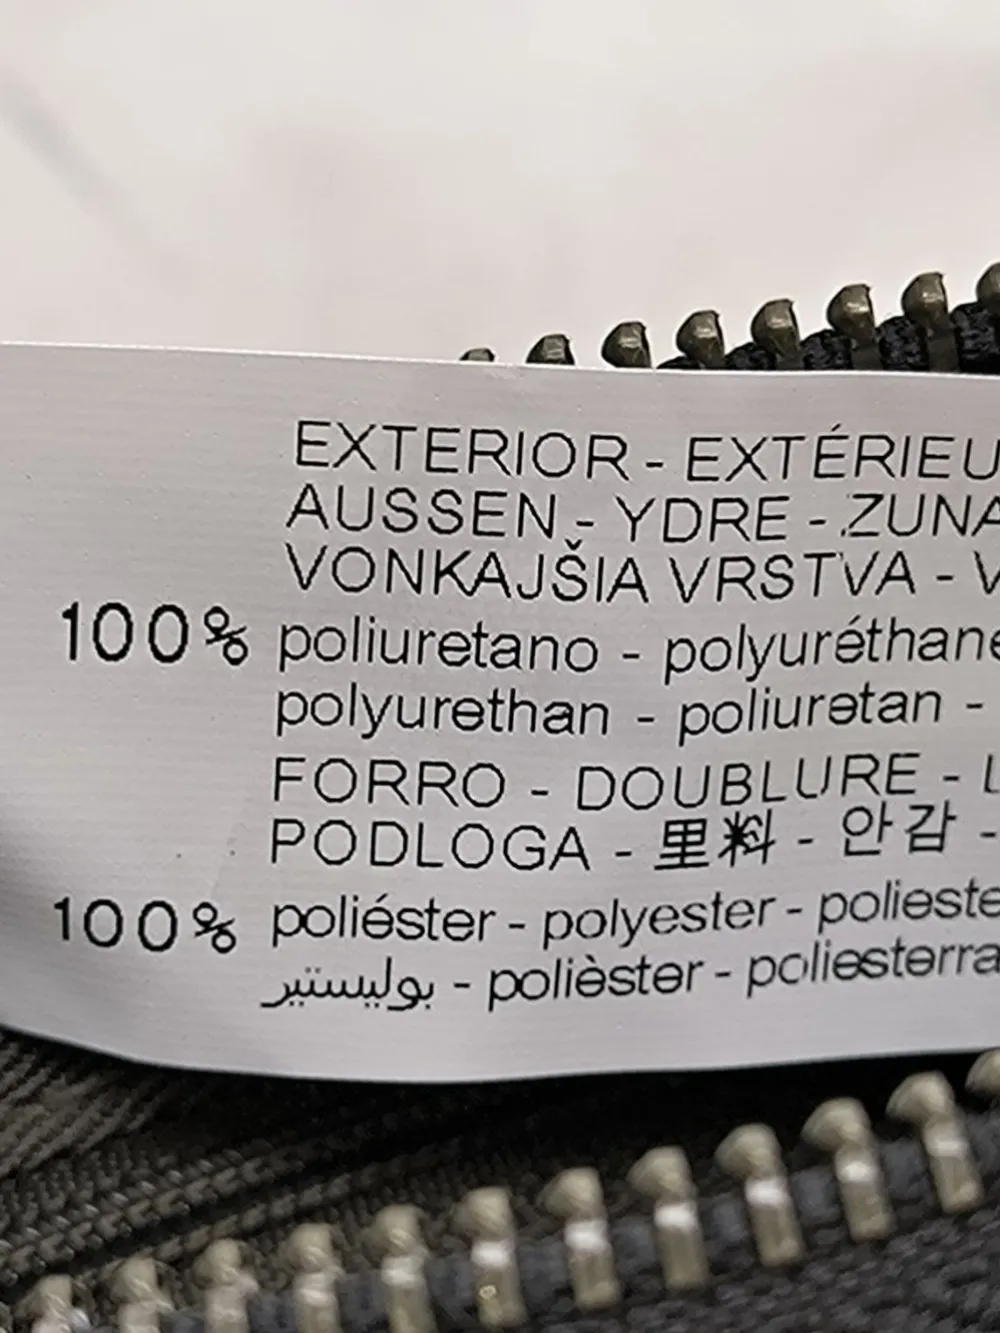 EXTERIOR - EXTÉRIEU
AUSSEN - YDRE - ZUNA
VONKAJŠIA VRSTVA - V
100% poliuretano - polyuréthane
polyurethan - poliuretan -
FORRO - DOUBLURE - L
PODLOGA - 里料 - 안감 -
100% poliéster - polyester - polieste
بوليستير - polièster - poliesterra